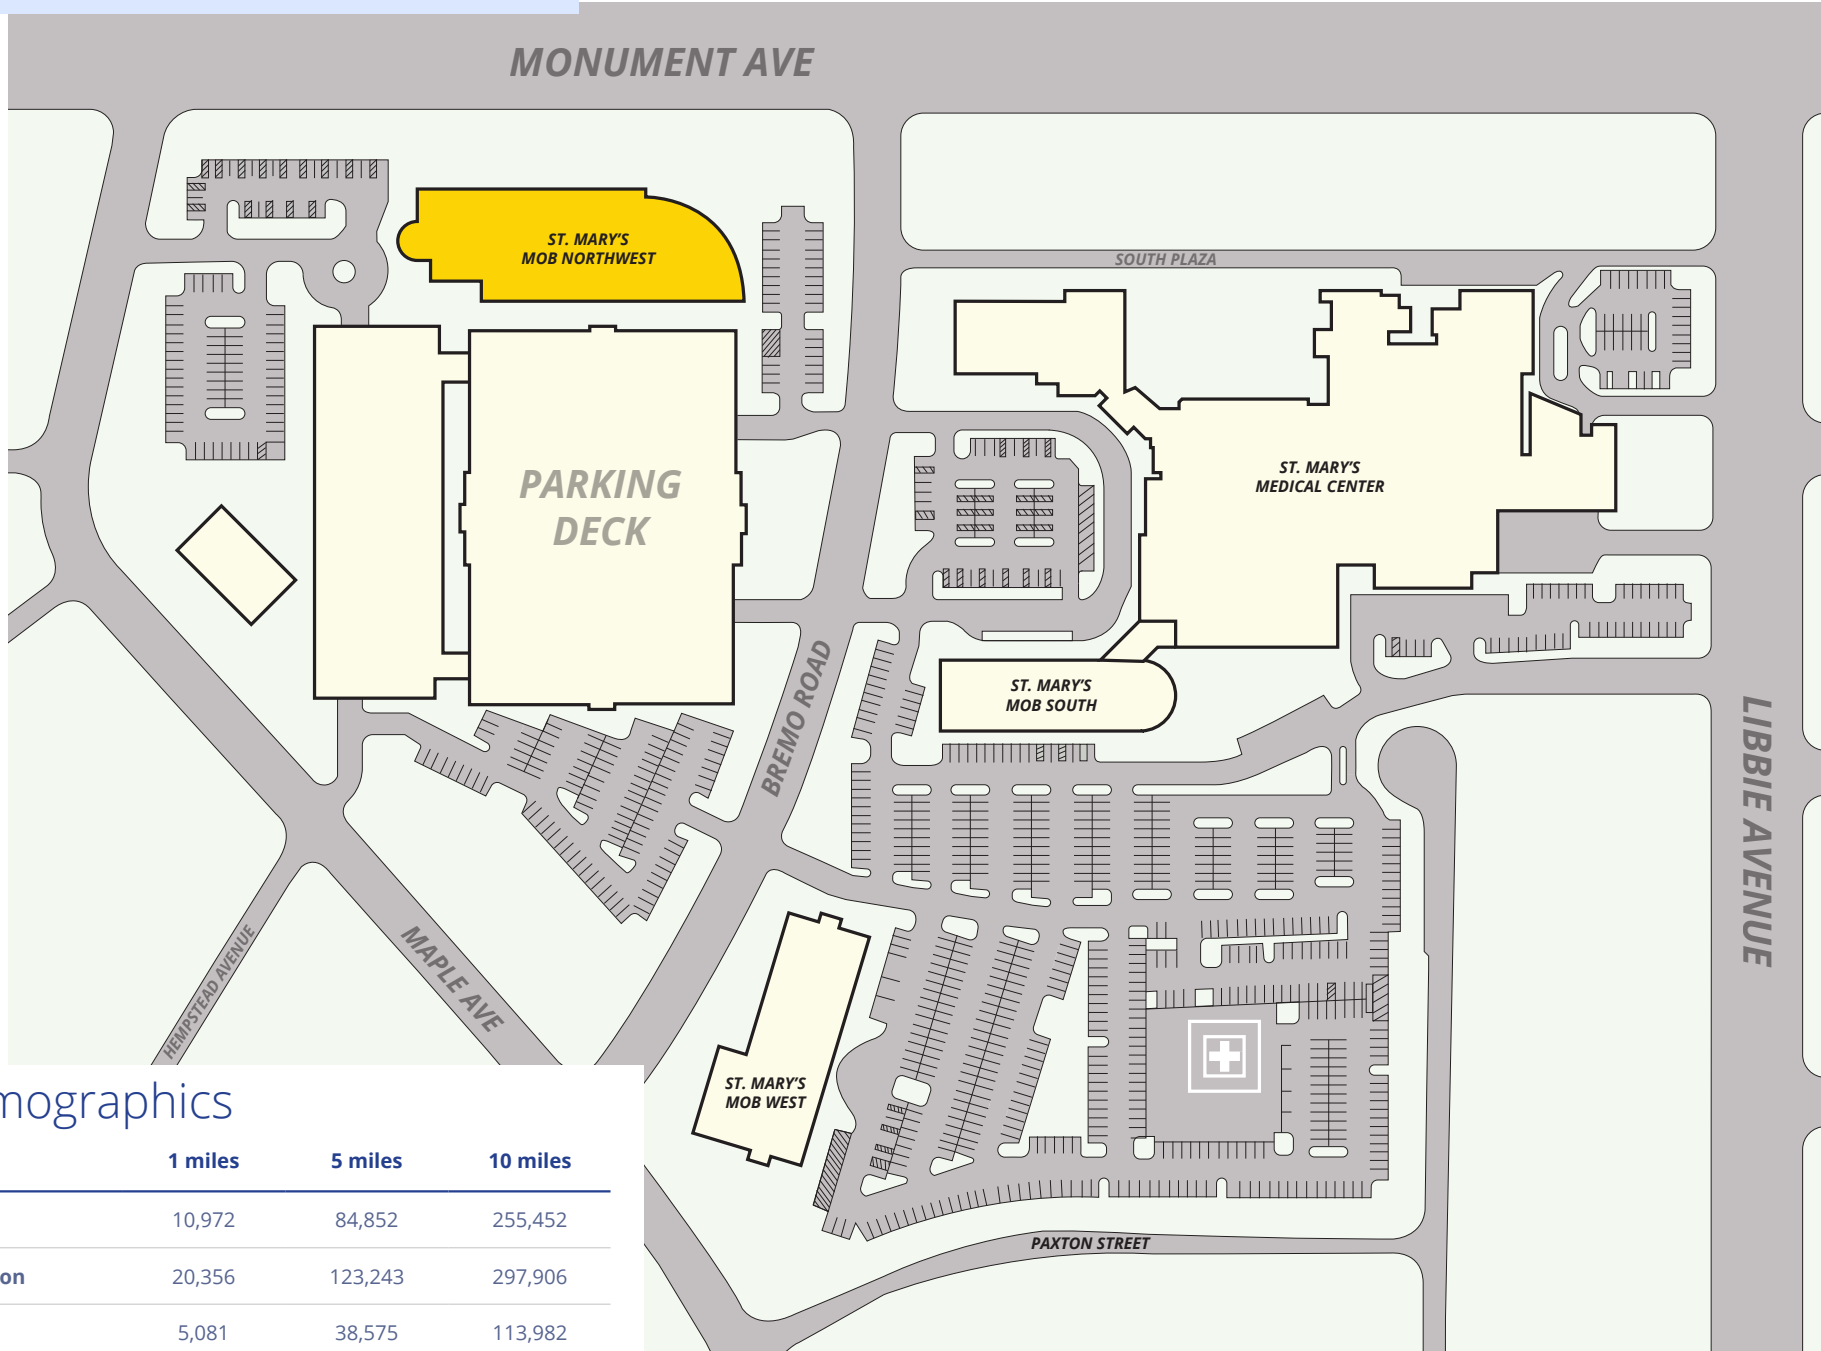 MONUMENT AVE
ST. MARY'S
MOB NORTHWEST
SOUTH PLAZA
PARKING
DECK
ST. MARY'S
MEDICAL CENTER
BREMO ROAD
ST. MARY'S
MOB SOUTH
LIBBIE AVENUE
HEMPSTEAD AVENUE
MAPLE AVE
ST. MARY'S
MOB WEST
PAXTON STREET
mographics
1 miles 5 miles 10 miles
10,972 84,852 255,452
on 20,356 123,243 297,906
5,081 38,575 113,982